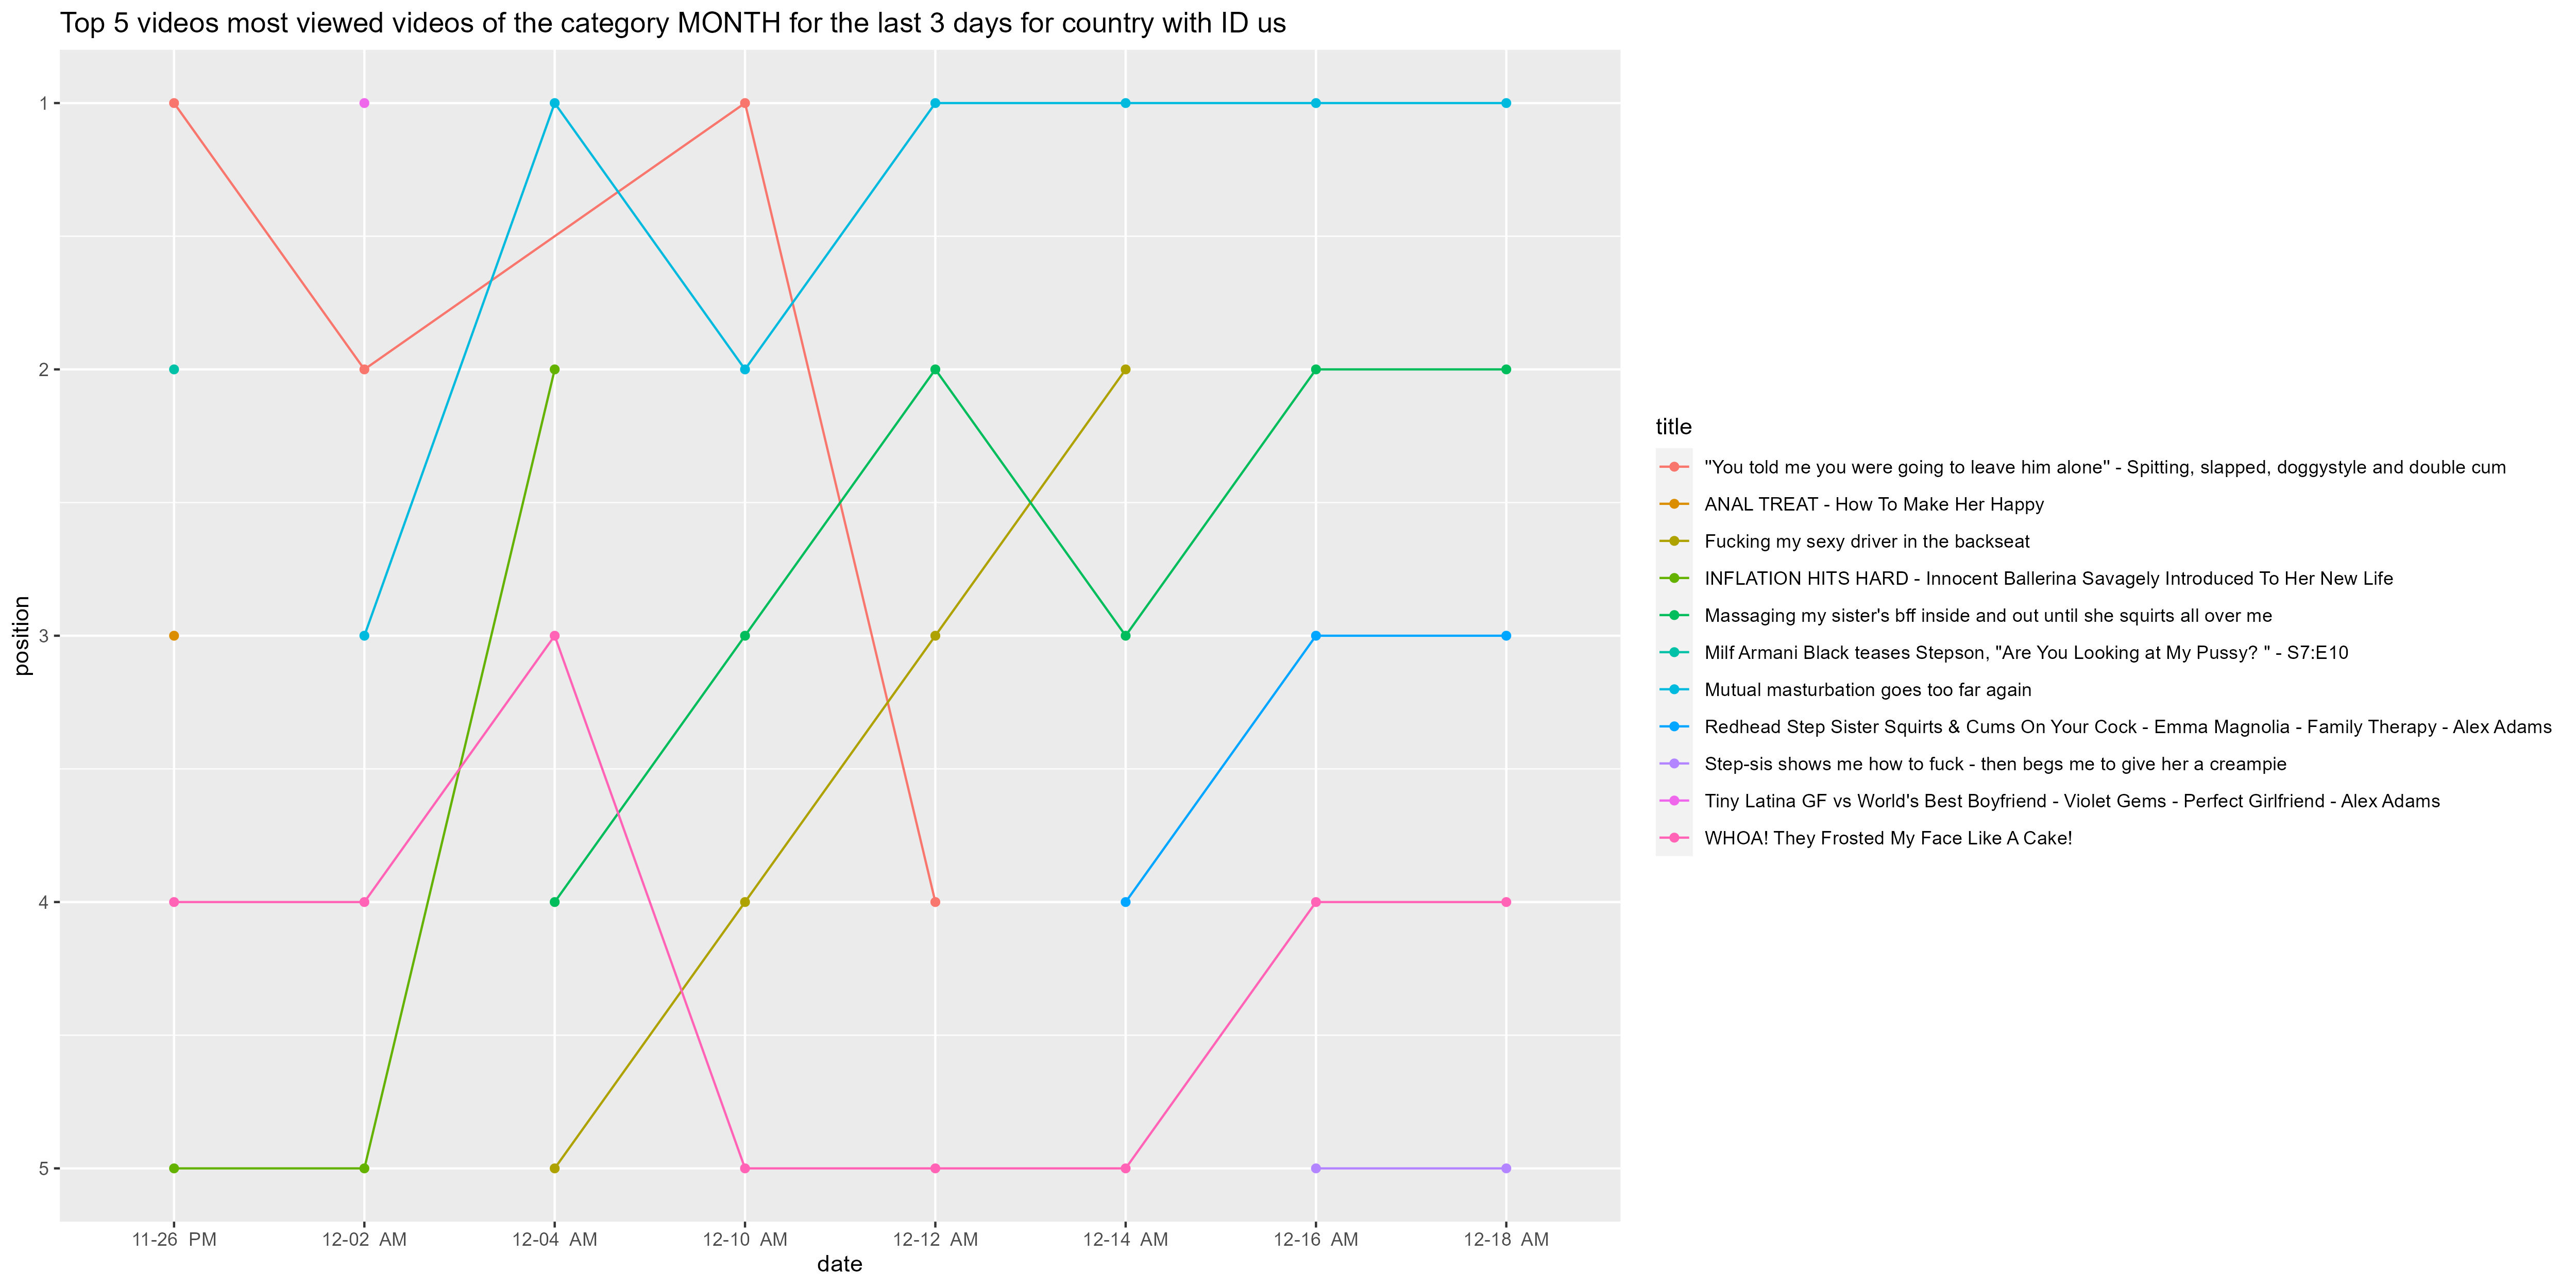 Top 5 videos most viewed videos of the category MONTH for the last 3 days for country with ID us
position
1
2
3
4
5
11-26 PM
12-02 AM
12-04 AM
12-10 AM
12-12 AM
12-14 AM
12-16 AM
12-18 AM
date
title
"You told me you were going to leave him alone" - Spitting, slapped, doggystyle and double cum
ANAL TREAT - How To Make Her Happy
Fucking my sexy driver in the backseat
INFLATION HITS HARD - Innocent Ballerina Savagely Introduced To Her New Life
Massaging my sister's bff inside and out until she squirts all over me
Milf Armani Black teases Stepson, "Are You Looking at My Pussy? " - S7:E10
Mutual masturbation goes too far again
Redhead Step Sister Squirts & Cums On Your Cock - Emma Magnolia - Family Therapy - Alex Adams
Step-sis shows me how to fuck - then begs me to give her a creampie
Tiny Latina GF vs World's Best Boyfriend - Violet Gems - Perfect Girlfriend - Alex Adams
WHOA! They Frosted My Face Like A Cake!